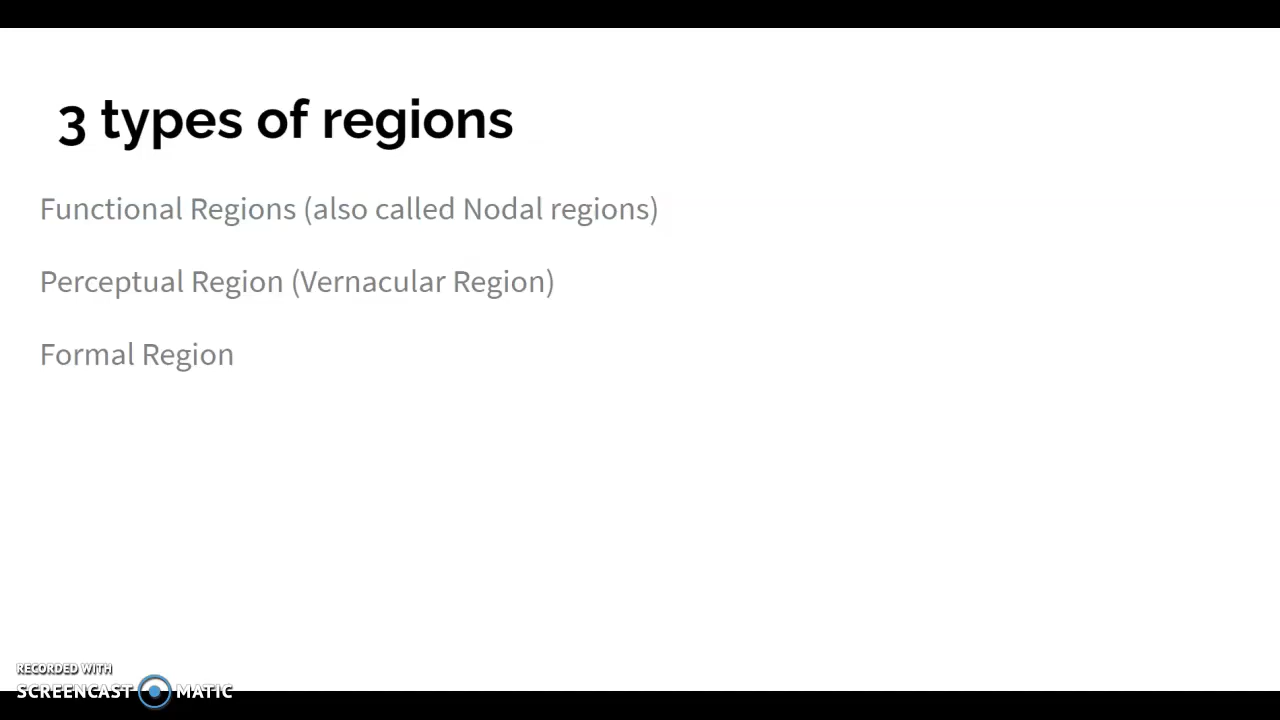 3 types of regions
Functional Regions (also called Nodal regions)
Perceptual Region (Vernacular Region)
Formal Region
RECORDED WITH
SCREENCAST MATIC